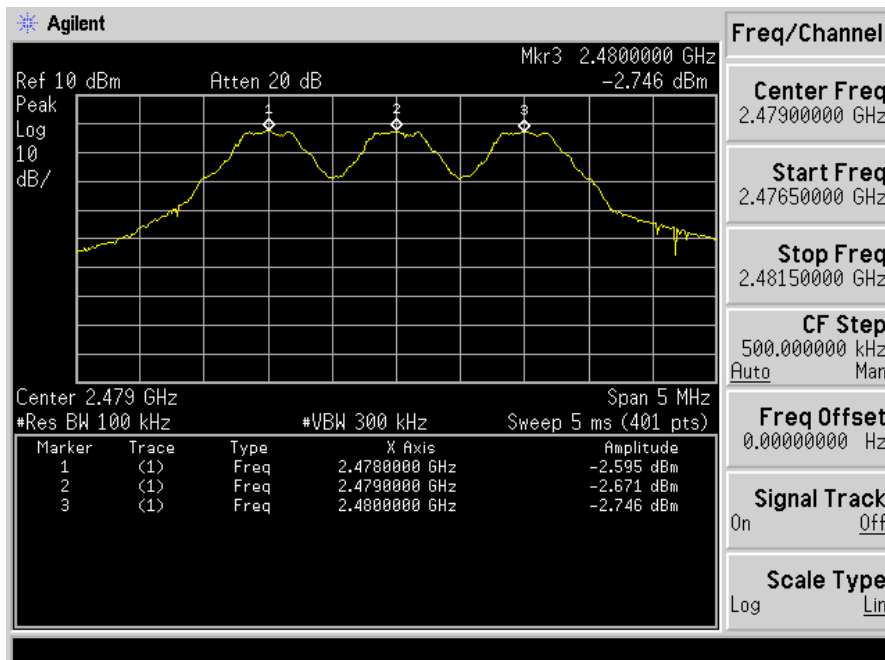 Agilent
Freq/Channel
Mkr3 2.4800000 GHz
Ref 10 dBm Atten 20 dB -2.746 dBm
Peak
Log
10
dB/
1 2 3
Center Freq
2.47900000 GHz
Start Freq
2.47650000 GHz
Stop Freq
2.48150000 GHz
CF Step
500.000000 kHz
Auto Man
Freq Offset
0.00000000 Hz
Signal Track
On Off
Scale Type
Log Lin
Center 2.479 GHz Span 5 MHz
#Res BW 100 kHz #VBW 300 kHz Sweep 5 ms (401 pts)
Marker Trace Type X Axis Amplitude
1 (1) Freq 2.4780000 GHz -2.595 dBm
2 (1) Freq 2.4790000 GHz -2.671 dBm
3 (1) Freq 2.4800000 GHz -2.746 dBm